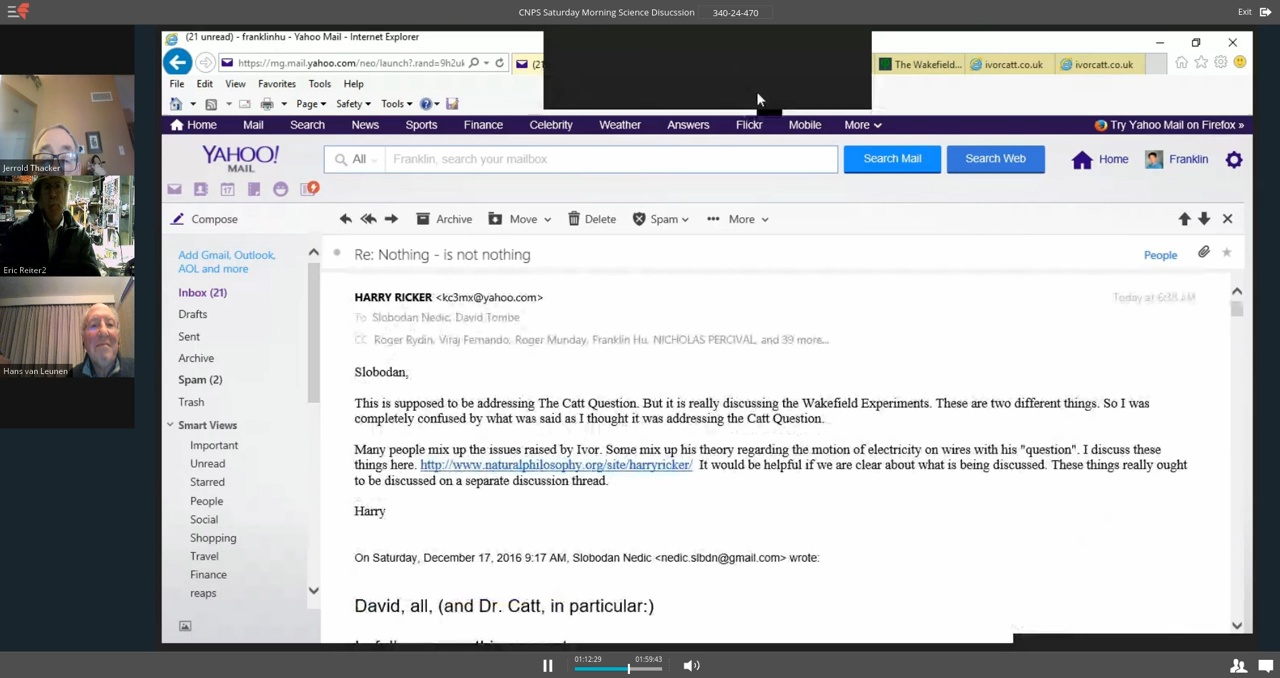 CNPS Saturday Morning Science Disucssion 340-24-470
Exit
Jerrold Thacker
Eric Reiter2
Hans van Leunen
(21 unread) - franklinhu - Yahoo Mail - Internet Explorer
https://mg.mail.yahoo.com/neo/launch?.rand=9h2uk
(21
The Wakefield...
ivorcatt.co.uk
ivorcatt.co.uk
File Edit View Favorites Tools Help
Page Safety Tools
Home Mail Search News Sports Finance Celebrity Weather Answers Flickr Mobile More
Try Yahoo Mail on Firefox »
YAHOO!
MAIL
All Franklin, search your mailbox
Search Mail
Search Web
Home
Franklin
17
Compose
Archive Move Delete Spam More
Add Gmail, Outlook,
AOL and more
Inbox (21)
Drafts
Sent
Archive
Spam (2)
Trash
Smart Views
Important
Unread
Starred
People
Social
Shopping
Travel
Finance
reaps
Re: Nothing - is not nothing
People
HARRY RICKER <kc3mx@yahoo.com>
Today at 6:31 AM
To Slobodan Nedic, David Tombe
CC Roger Rydin, Viraj Fernando, Roger Munday, Franklin Hu, NICHOLAS PERCIVAL, and 39 more...
Slobodan,
This is supposed to be addressing The Catt Question. But it is really discussing the Wakefield Experiments. These are two different things. So I was
completely confused by what was said as I thought it was addressing the Catt Question.
Many people mix up the issues raised by Ivor. Some mix up his theory regarding the motion of electricity on wires with his "question". I discuss these
things here. http://www.naturalphilosophy.org/site/harryricker/ It would be helpful if we are clear about what is being discussed. These things really ought
to be discussed on a separate discussion thread.
Harry
On Saturday, December 17, 2016 9:17 AM, Slobodan Nedic <nedic.slbdn@gmail.com> wrote:
David, all, (and Dr. Catt, in particular:)
01:12:29
01:59:43